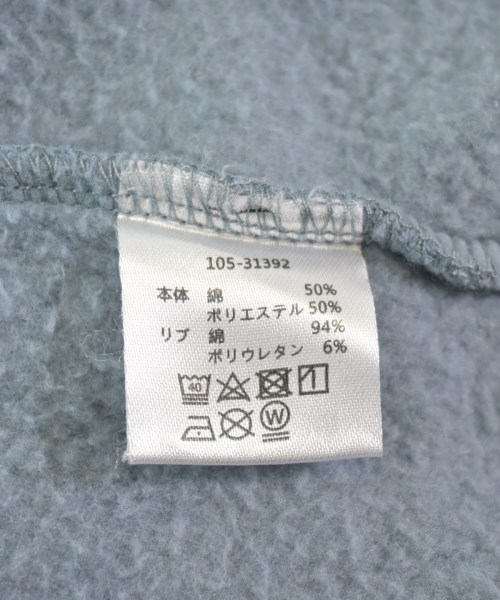 105-31392
本体 綿 50%
ポリエステル 50%
リブ 綿 94%
ポリウレタン 6%
40
W